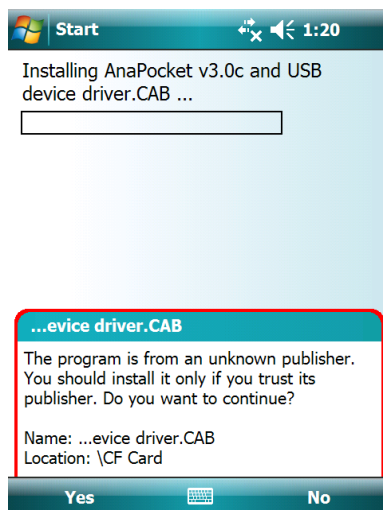 Start 1:20
Installing AnaPocket v3.0c and USB
device driver.CAB ...
...evice driver.CAB
The program is from an unknown publisher.
You should install it only if you trust its
publisher. Do you want to continue?
Name: ...evice driver.CAB
Location: \CF Card
Yes No